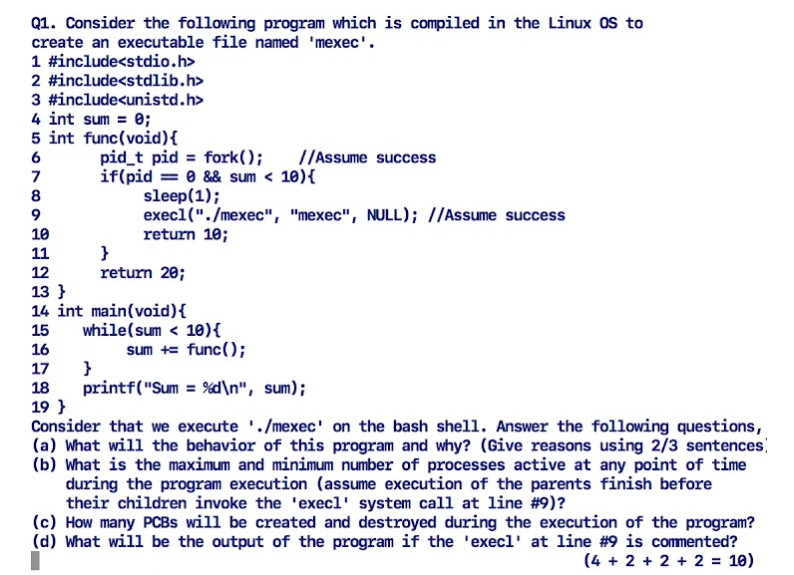 Q1. Consider the following program which is compiled in the Linux OS to
create an executable file named 'mexec'.
1 #include<stdio.h>
2 #include<stdlib.h>
3 #include<unistd.h>
4 int sum = 0;
5 int func(void){
6 pid_t pid = fork(); //Assume success
7 if(pid == 0 && sum < 10){
8 sleep(1);
9 execl("./mexec", "mexec", NULL); //Assume success
10 return 10;
11 }
12 return 20;
13 }
14 int main(void){
15 while(sum < 10){
16 sum += func();
17 }
18 printf("Sum = %d\n", sum);
19 }
Consider that we execute './mexec' on the bash shell. Answer the following questions,
(a) What will the behavior of this program and why? (Give reasons using 2/3 sentences)
(b) What is the maximum and minimum number of processes active at any point of time
during the program execution (assume execution of the parents finish before
their children invoke the 'execl' system call at line #9)?
(c) How many PCBs will be created and destroyed during the execution of the program?
(d) What will be the output of the program if the 'execl' at line #9 is commented?
(4 + 2 + 2 + 2 = 10)